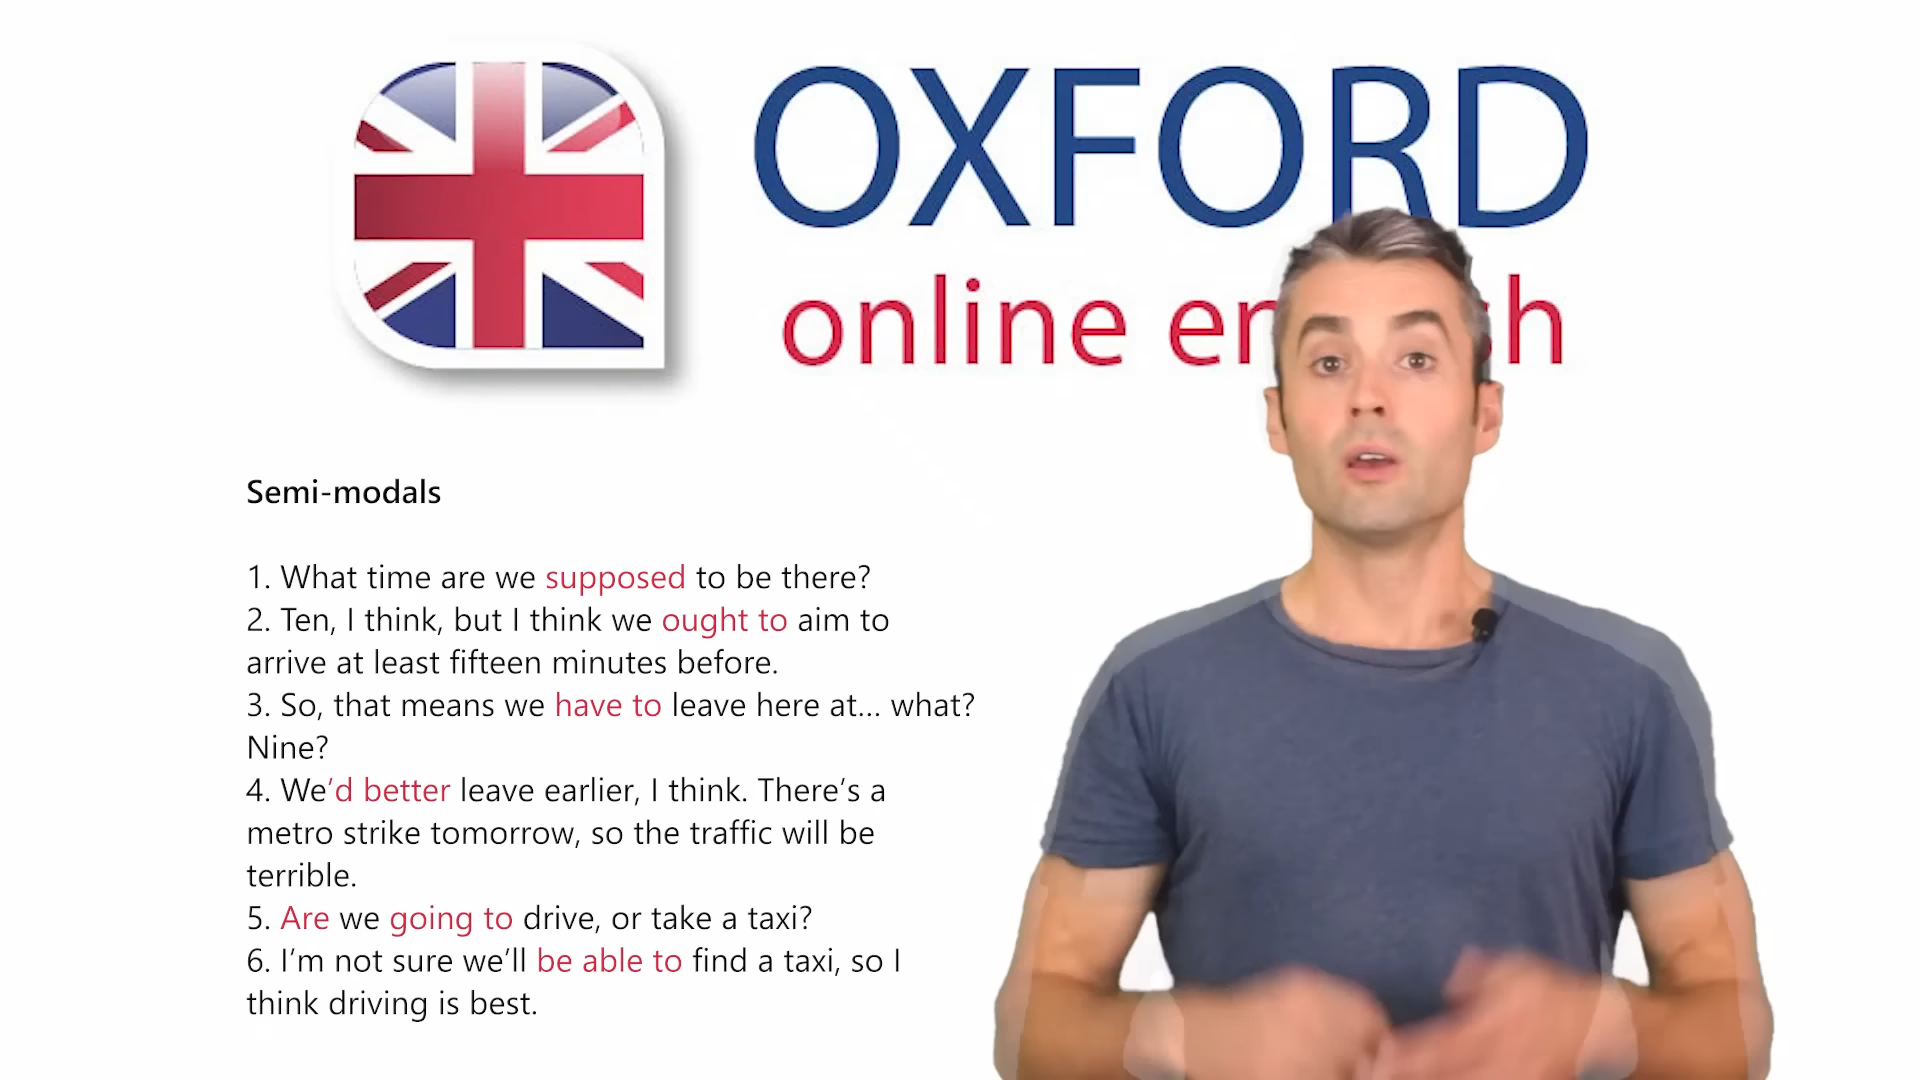 OXFORD
online
Semi-modals
1. What time are we supposed to be there?
2. Ten, I think, but I think we ought to aim to
arrive at least fifteen minutes before.
3. So, that means we have to leave here at... what?
Nine?
4. We’d better leave earlier, I think. There’s a
metro strike tomorrow, so the traffic will be
terrible.
5. Are we going to drive, or take a taxi?
6. I’m not sure we’ll be able to find a taxi, so I
think driving is best.